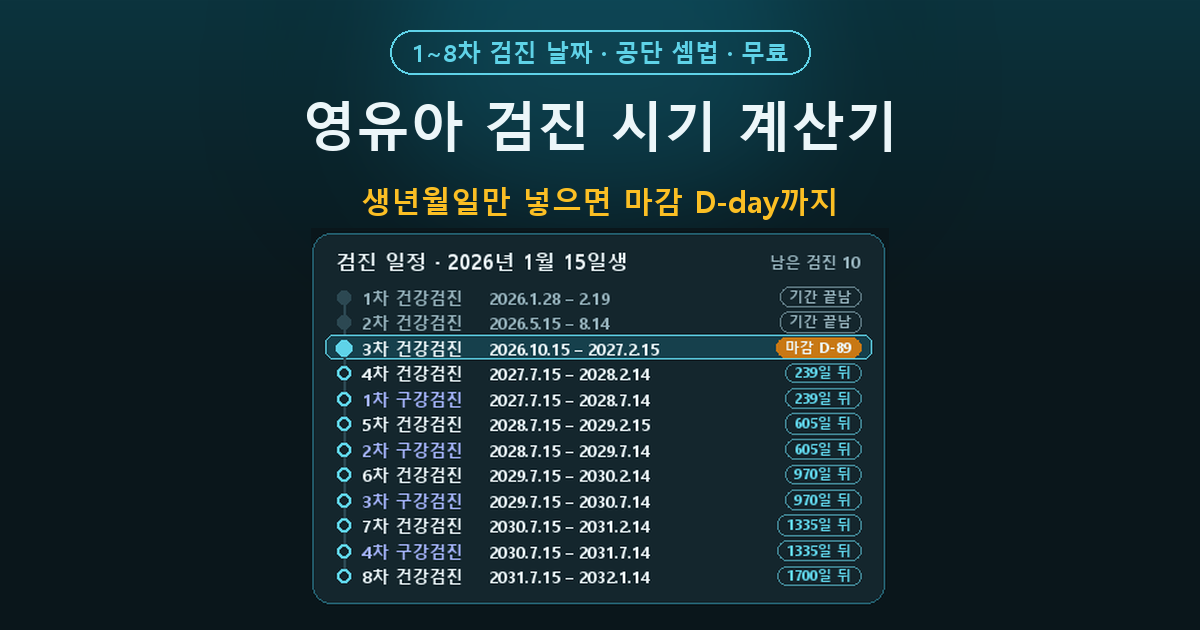 1~8차 검진 날짜 · 공단 셈법 · 무료
영유아 검진 시기 계산기
생년월일만 넣으면 마감 D-day까지
검진 일정 · 2026년 1월 15일생 남은 검진 10
1차 건강검진 2026.1.28 – 2.19 기간 끝남
2차 건강검진 2026.5.15 – 8.14 기간 끝남
3차 건강검진 2026.10.15 – 2027.2.15 마감 D-89
4차 건강검진 2027.7.15 – 2028.2.14 239일 뒤
1차 구강검진 2027.7.15 – 2028.7.14 239일 뒤
5차 건강검진 2028.7.15 – 2029.2.15 605일 뒤
2차 구강검진 2028.7.15 – 2029.7.14 605일 뒤
6차 건강검진 2029.7.15 – 2030.2.14 970일 뒤
3차 구강검진 2029.7.15 – 2030.7.14 970일 뒤
7차 건강검진 2030.7.15 – 2031.2.14 1335일 뒤
4차 구강검진 2030.7.15 – 2031.7.14 1335일 뒤
8차 건강검진 2031.7.15 – 2032.1.14 1700일 뒤